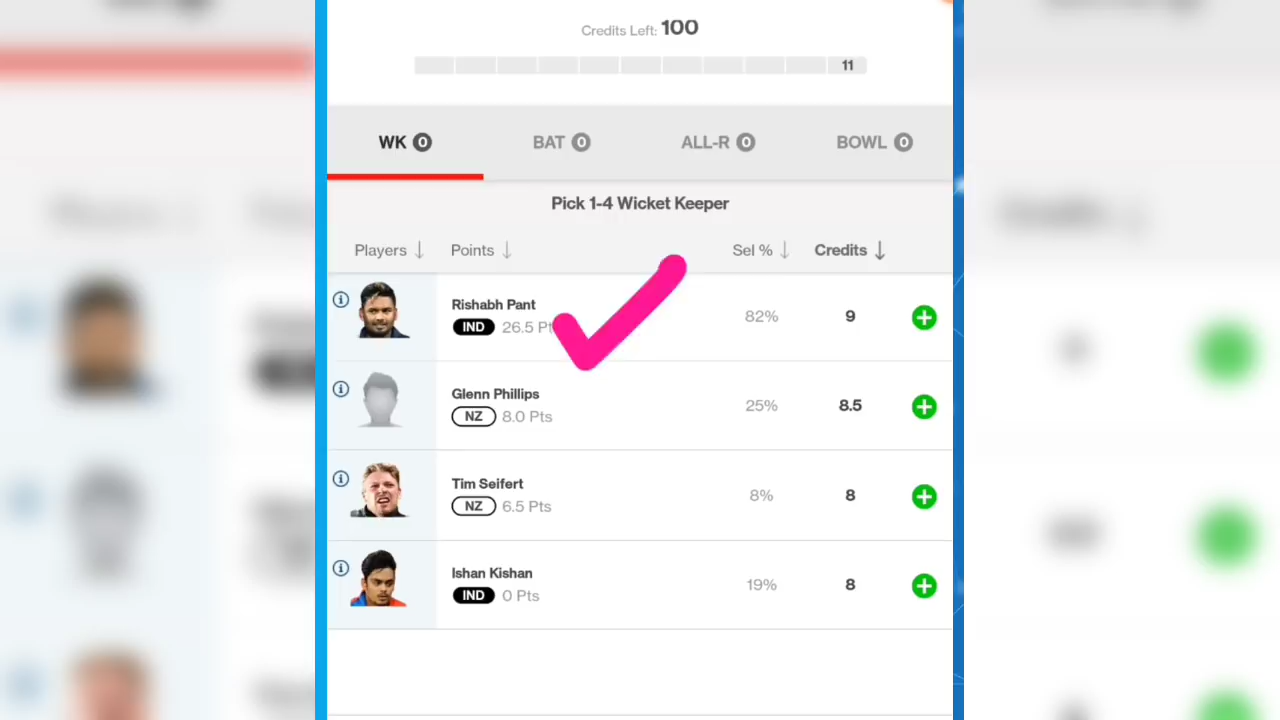 Credits Left: 100
11
WK 0 BAT 0 ALL-R 0 BOWL 0
Pick 1-4 Wicket Keeper
Players ↓ Points ↓ Sel % ↓ Credits ↓
Rishabh Pant
IND 26.5 82% 9
Glenn Phillips
NZ 8.0 Pts 25% 8.5
Tim Seifert
NZ 6.5 Pts 8% 8
Ishan Kishan
IND 0 Pts 19% 8